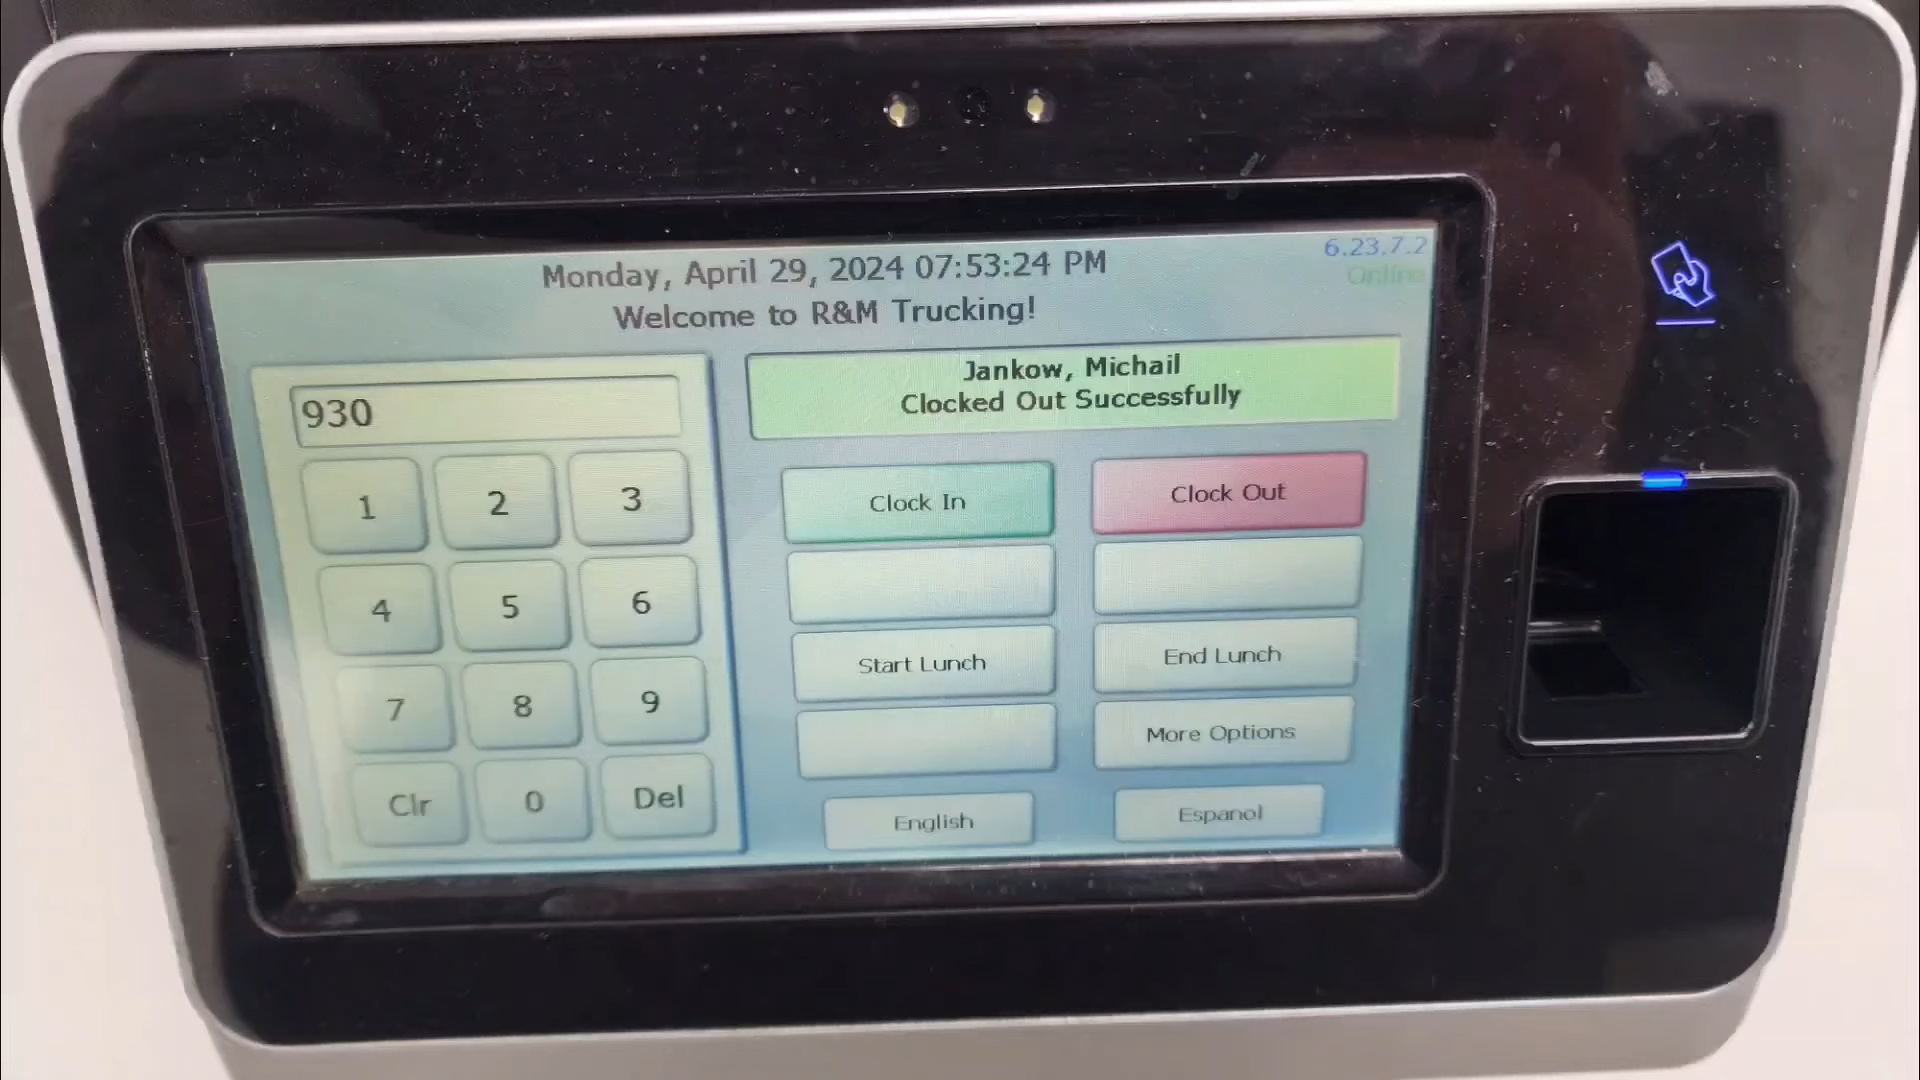 Monday, April 29, 2024 07:53:24 PM
6.23.7.2
Online
Welcome to R&M Trucking!
Jankow, Michail
Clocked Out Successfully
930
1 2 3
4 5 6
7 8 9
Clr 0 Del
Clock In
Clock Out
Start Lunch
End Lunch
More Options
English
Espanol